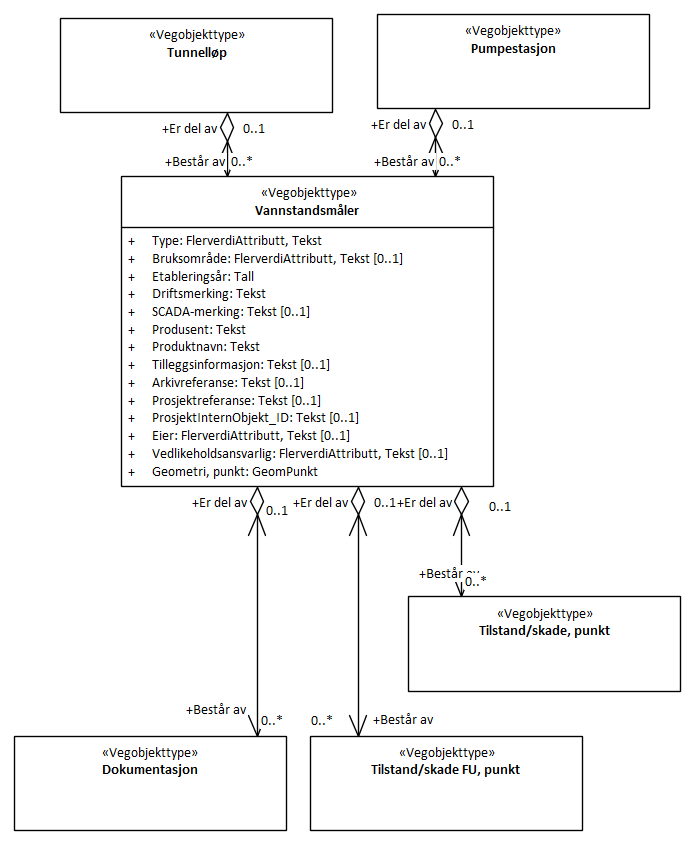 «Vegobjekttype»
Tunnelløp
«Vegobjekttype»
Pumpestasjon
+Er del av
0..1
+Er del av
0..1
+Består av
0..*
+Består av
0..*
«Vegobjekttype»
Vannstandsmåler
+ Type: FlerverdiAttributt, Tekst
+ Bruksområde: FlerverdiAttributt, Tekst [0..1]
+ Etableringsår: Tall
+ Driftsmerking: Tekst
+ SCADA-merking: Tekst [0..1]
+ Produsent: Tekst
+ Produktnavn: Tekst
+ Tilleggsinformasjon: Tekst [0..1]
+ Arkivreferanse: Tekst [0..1]
+ Prosjektreferanse: Tekst [0..1]
+ ProsjektInternObjekt_ID: Tekst [0..1]
+ Eier: FlerverdiAttributt, Tekst [0..1]
+ Vedlikeholdsansvarlig: FlerverdiAttributt, Tekst [0..1]
+ Geometri, punkt: GeomPunkt
+Er del av
0..1
+Er del av
0..1
+Er del av
0..1
+Består av
0..*
«Vegobjekttype»
Tilstand/skade, punkt
+Består av
0..*
0..*
+Består av
«Vegobjekttype»
Dokumentasjon
«Vegobjekttype»
Tilstand/skade FU, punkt